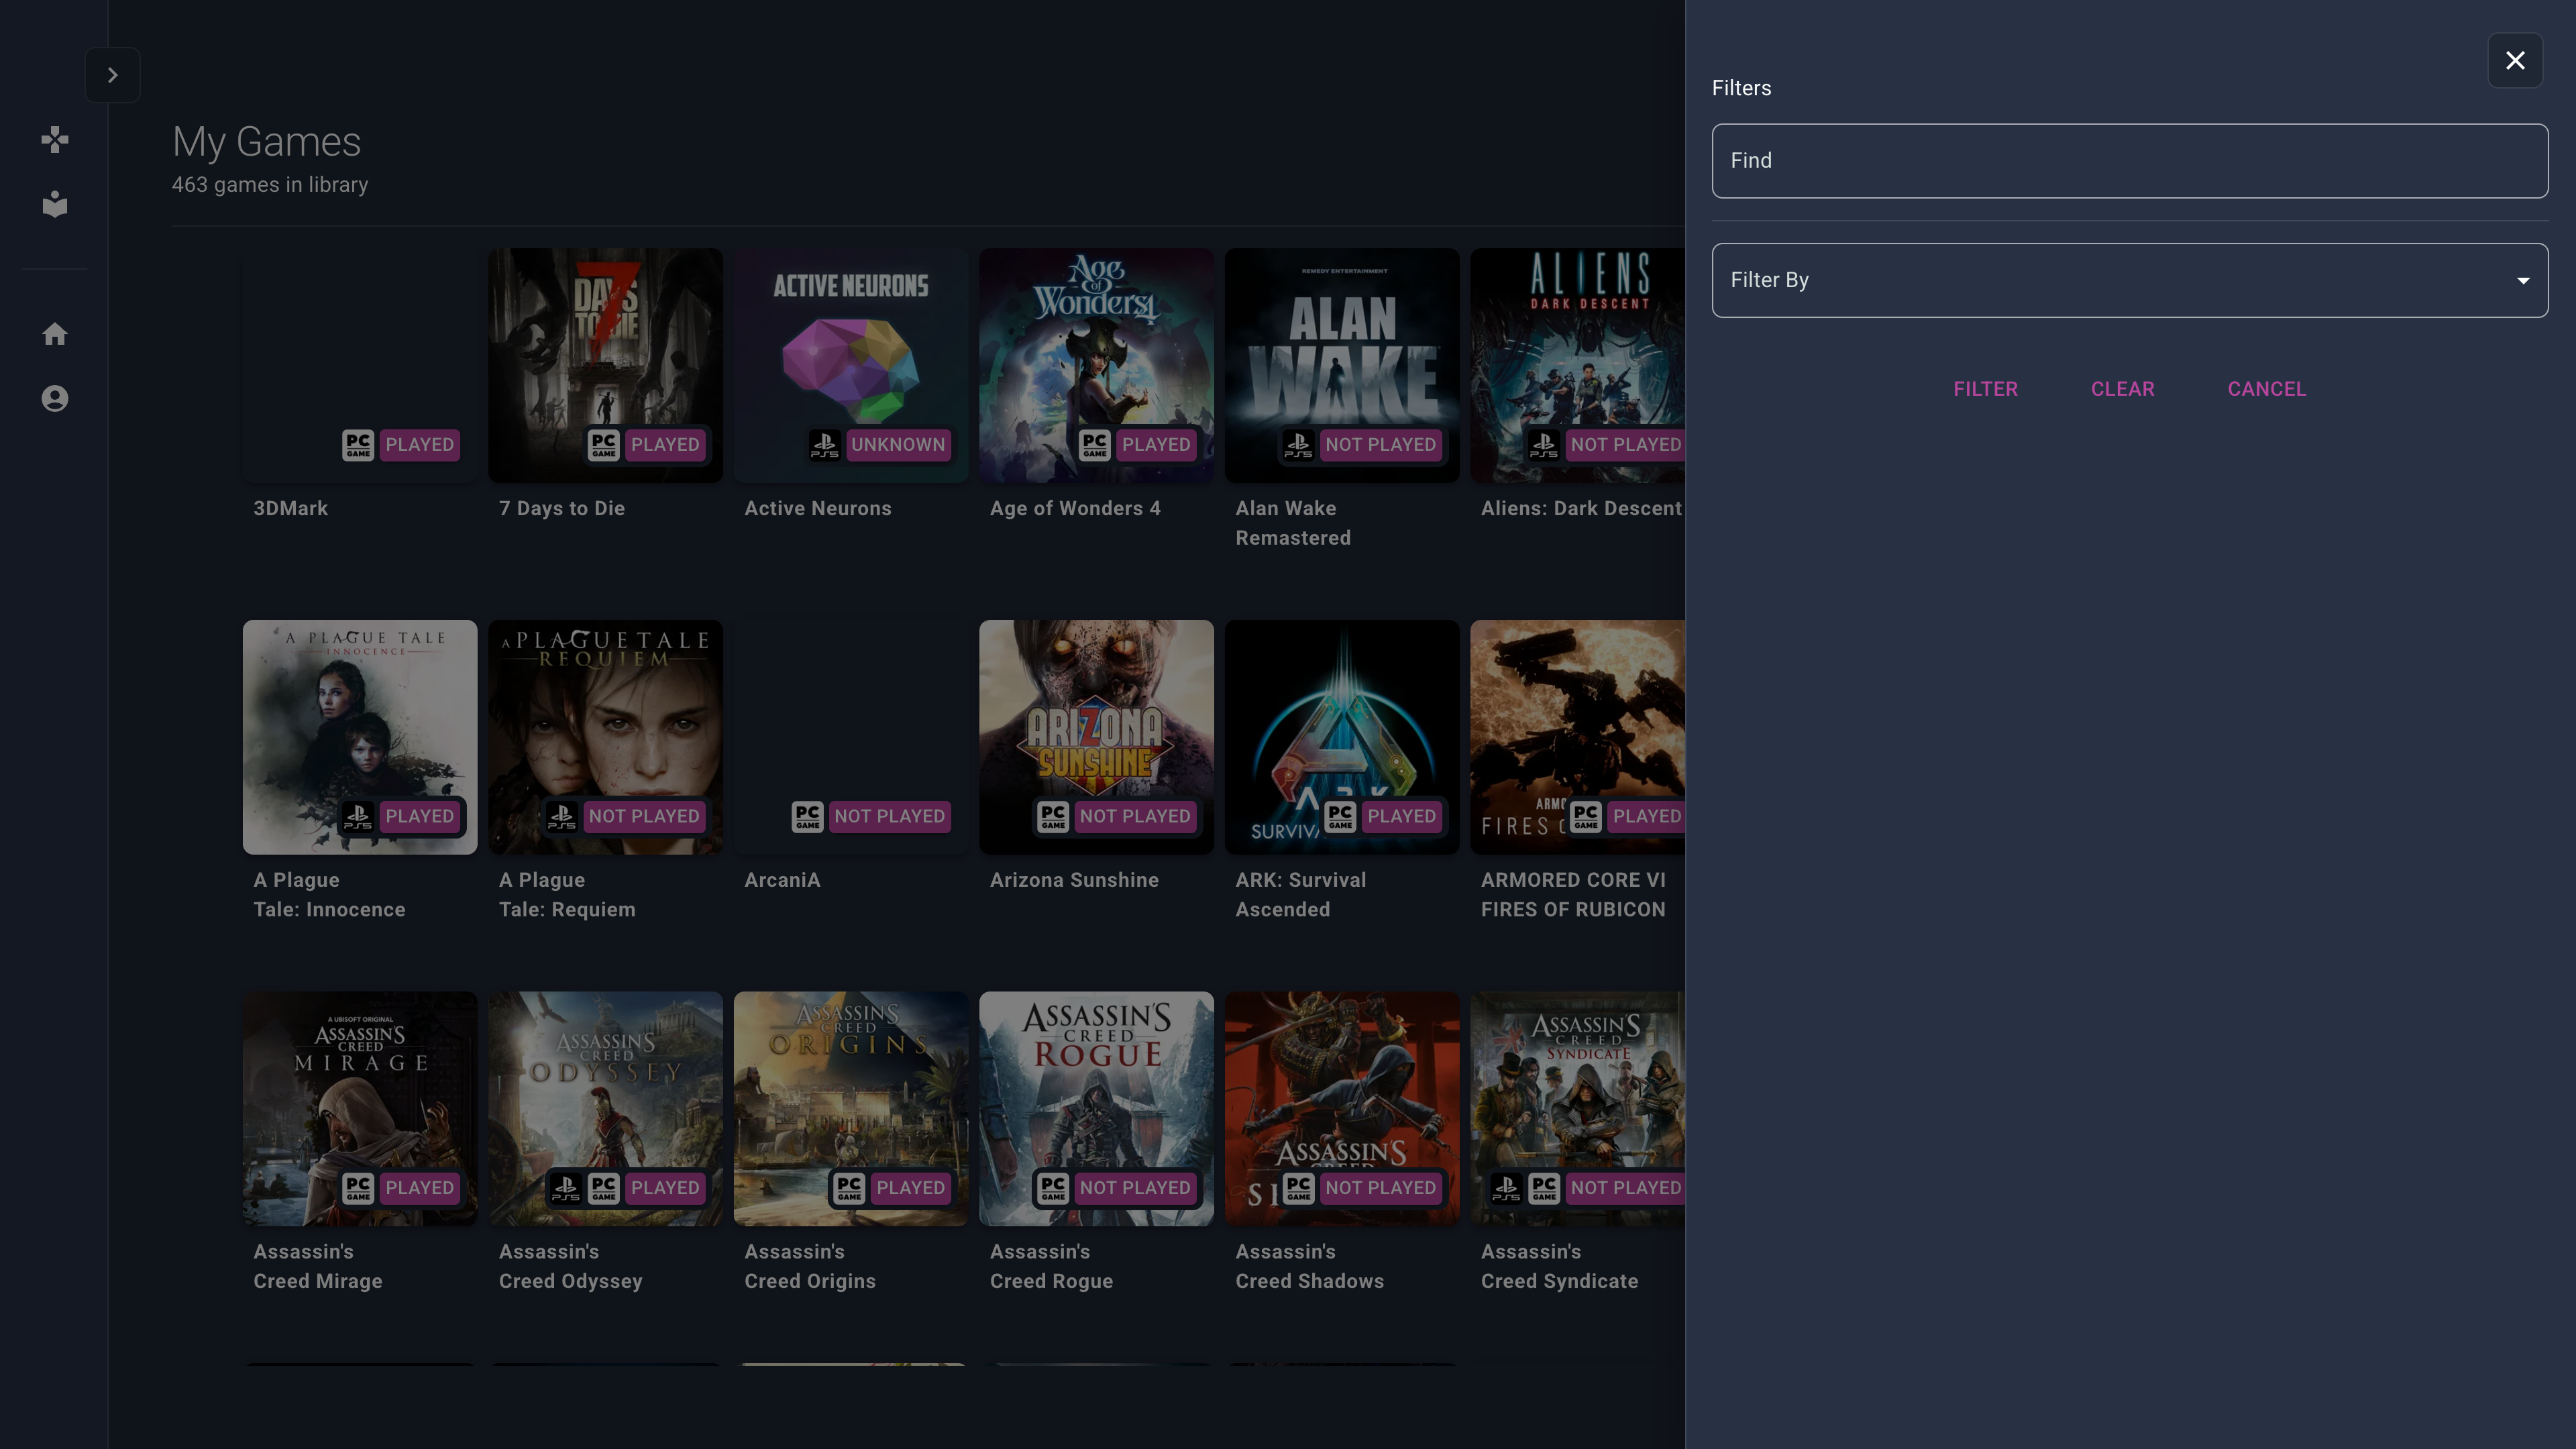 Filters
Find
Filter By
FILTER CLEAR CANCEL
My Games
463 games in library
PC GAME PLAYED
3DMark
7 DAYS TO DIE
PC GAME PLAYED
7 Days to Die
ACTIVE NEURONS
PS5 UNKNOWN
Active Neurons
Age of Wonders 4
PC GAME PLAYED
Age of Wonders 4
REMEDY ENTERTAINMENT
ALAN
WAKE
PS5 NOT PLAYED
Alan Wake
Remastered
ALIENS
DARK DESCENT
PS5 NOT PLAYED
Aliens: Dark Descent
A PLAGUE TALE
INNOCENCE
PS5 PLAYED
A Plague
Tale: Innocence
A PLAGUE TALE
REQUIEM
PS5 NOT PLAYED
A Plague
Tale: Requiem
PC GAME NOT PLAYED
ArcaniA
ARIZONA
SUNSHINE
PC GAME NOT PLAYED
Arizona Sunshine
ARK
SURVIVA
PC GAME PLAYED
ARK: Survival
Ascended
ARMO
FIRES O
PC GAME PLAYED
ARMORED CORE VI
FIRES OF RUBICON
A UBISOFT ORIGINAL
ASSASSIN'S
CREED
MIRAGE
PC GAME PLAYED
Assassin's
Creed Mirage
ASSASSIN'S
CREED
ODYSSEY
PS5 PC GAME PLAYED
Assassin's
Creed Odyssey
ASSASSIN'S
CREED
ORIGINS
PC GAME PLAYED
Assassin's
Creed Origins
ASSASSIN'S
CREED
ROGUE
PC GAME NOT PLAYED
Assassin's
Creed Rogue
ASSASSIN'S
CREED
SH
PC GAME NOT PLAYED
Assassin's
Creed Shadows
ASSASSIN'S
CREED
SYNDICATE
PS5 PC GAME NOT PLAYED
Assassin's
Creed Syndicate